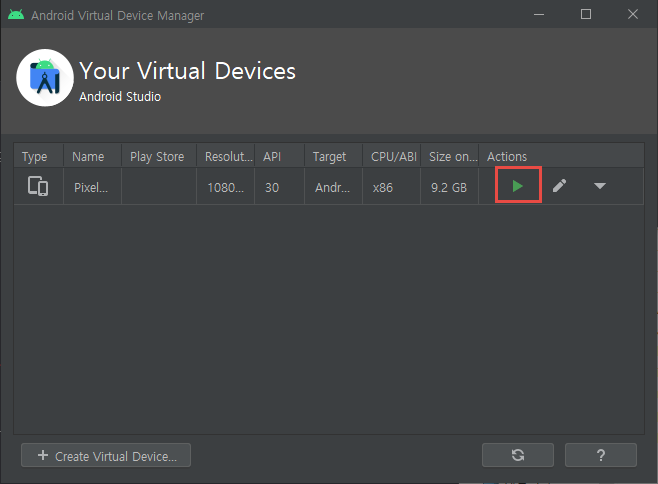 Android Virtual Device Manager
Your Virtual Devices
Android Studio
Type Name Play Store Resolut... API Target CPU/ABI Size on... Actions
Pixel... 1080... 30 Andr... x86 9.2 GB
+ Create Virtual Device... ?